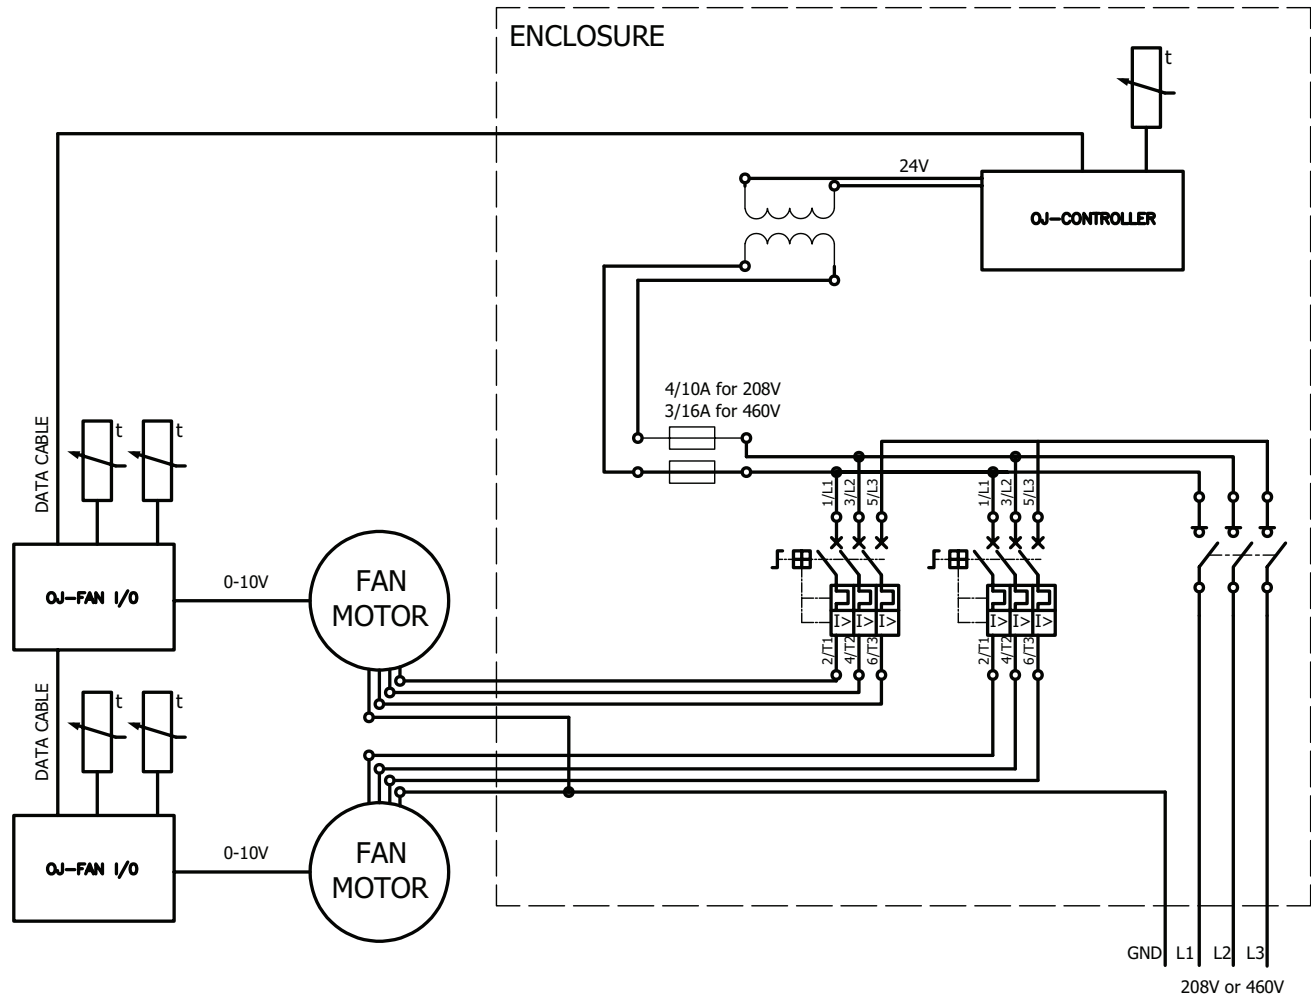 ENCLOSURE
t
24V
OJ-CONTROLLER
4/10A for 208V
3/16A for 460V
DATA CABLE
t
t
1/L1
3/L2
5/L3
1/L1
3/L2
5/L3
0-10V
FAN
MOTOR
OJ-FAN I/O
I>
I>
I>
I>
I>
I>
2/T1
4/T2
6/T3
2/T1
4/T2
6/T3
DATA CABLE
t
t
0-10V
FAN
MOTOR
OJ-FAN I/O
GND
L1
L2
L3
208V or 460V